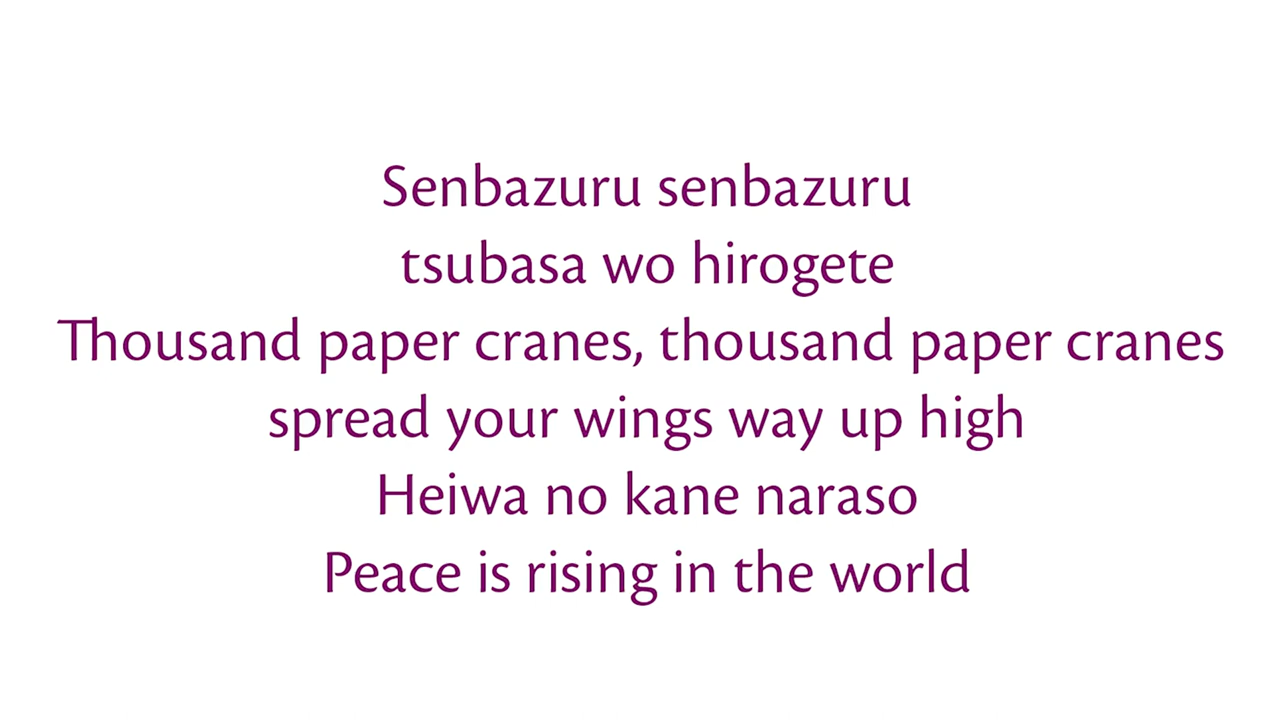 Senbazuru senbazuru
tsubasa wo hirogete
Thousand paper cranes, thousand paper cranes
spread your wings way up high
Heiwa no kane naraso
Peace is rising in the world